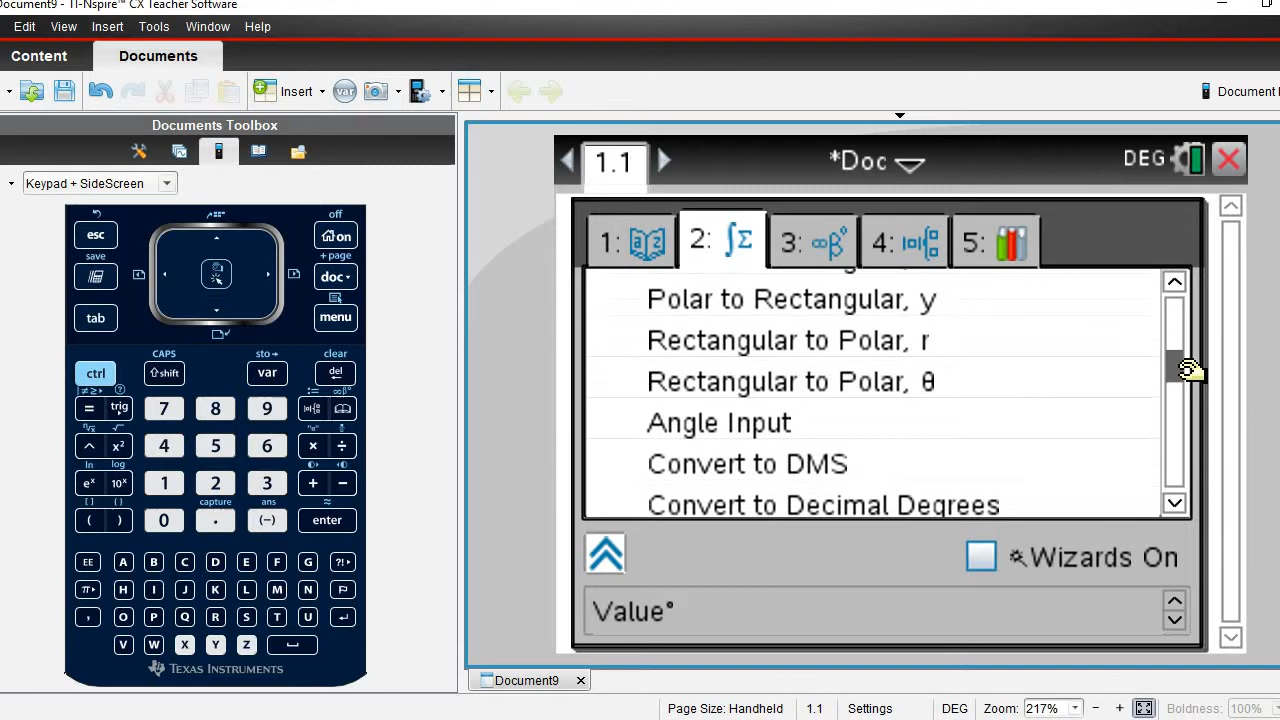 Document9 - TI-Nspire™ CX Teacher Software
Edit View Insert Tools Window Help
Content Documents
Insert var Document
Documents Toolbox
Keypad + SideScreen
off
esc on
save + page
doc
tab menu
CAPS sto→ clear
ctrl shift var del
:= ∞β°
= trig 7 8 9
^ x² 4 5 6 × ÷
ln log
eˣ 10ˣ 1 2 3 + −
[ ] { } capture ans ≈
( ) 0 . (−) enter
EE A B C D E F G ?!▸
π▸ H I J K L M N
, O P Q R S T U
V W X Y Z
TEXAS INSTRUMENTS
1.1 *Doc DEG
1: 2: ∫Σ 3: ∞β° 4: 5:
Polar to Rectangular, y
Rectangular to Polar, r
Rectangular to Polar, θ
Angle Input
Convert to DMS
Convert to Decimal Degrees
Wizards On
Value°
Document9
Page Size: Handheld 1.1 Settings DEG Zoom: 217% − + Boldness: 100%